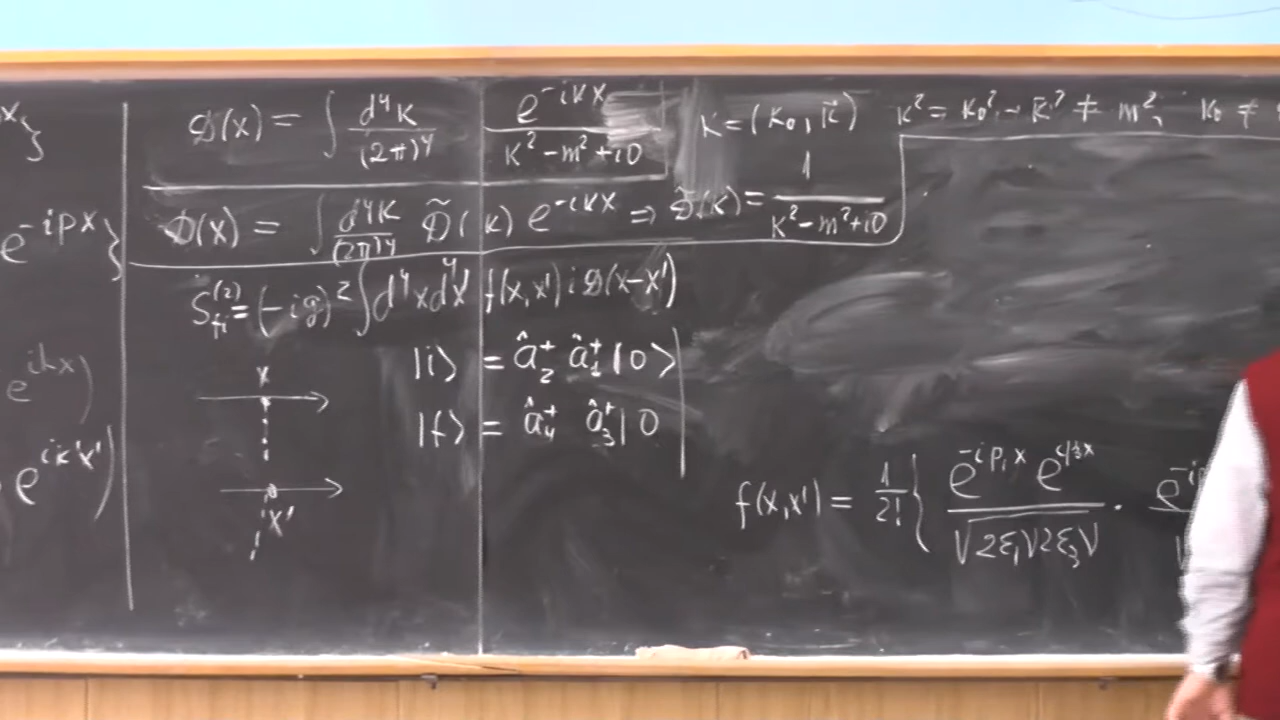 x}
e^{-ipx}}
e^{ikx})
e^{ik'x'})
D(x) = ∫ d⁴k/(2π)⁴ e^{-ikx}/(k² - m² + i0)
k = (k₀, k⃗)
k² = k₀² - k⃗² ≠ m²; k₀ ≠
D(x) = ∫ d⁴k/(2π)⁴ D̃(k) e^{-ikx} ⇒ D̃(k) = 1/(k² - m² + i0)
S_{fi}^{(2)} = (-ig)² ∫ d⁴x d⁴x' f(x,x') i D(x-x')
|i⟩ = â₂⁺ â₁⁺ |0⟩
|f⟩ = â₄⁺ â₃⁺ |0
x
x'
f(x,x') = 1/2! { e^{-ip₁x} e^{ip₃x}/√(2ε₁V 2ε₃V) · e^{-ip